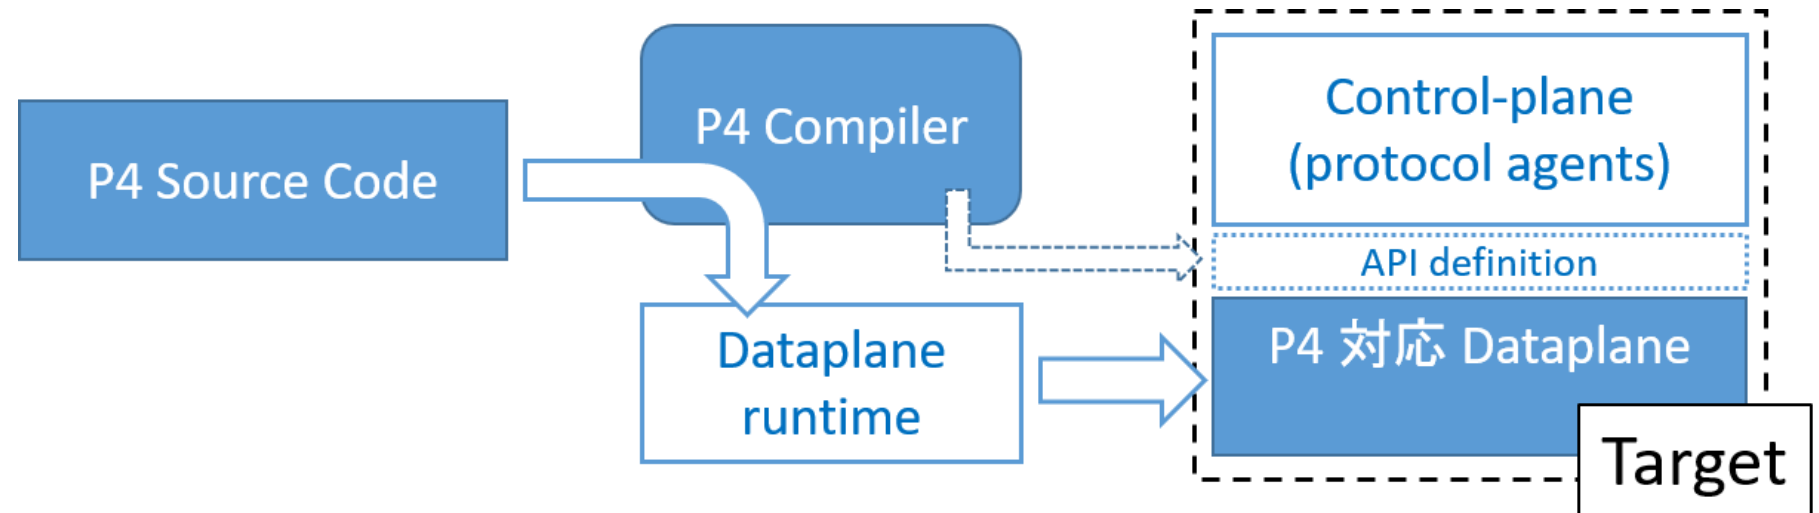 P4 Source Code
P4 Compiler
Dataplane
runtime
Control-plane
(protocol agents)
API definition
P4 対応 Dataplane
Target